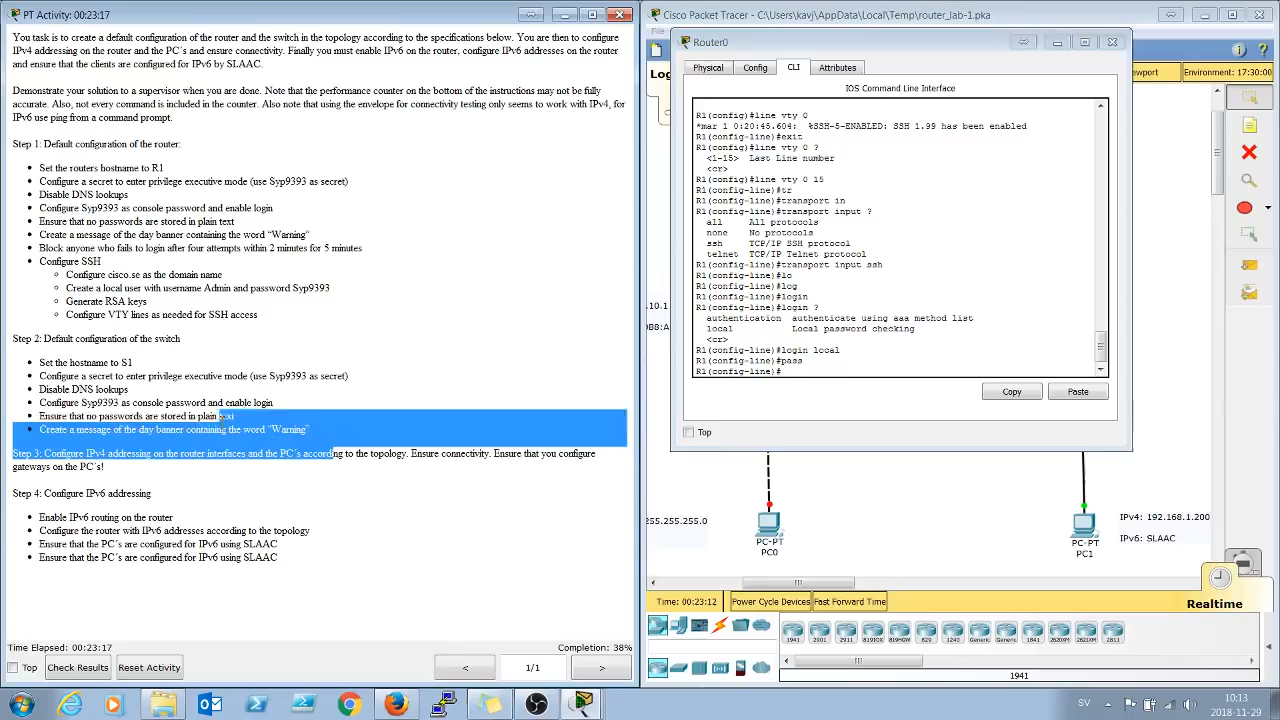 PT Activity: 00:23:17
You task is to create a default configuration of the router and the switch in the topology according to the specifications below. You are then to configure
IPv4 addressing on the router and the PC´s and ensure connectivity. Finally you must enable IPv6 on the router, configure IPv6 addresses on the router
and ensure that the clients are configured for IPv6 by SLAAC.
Demonstrate your solution to a supervisor when you are done. Note that the performance counter on the bottom of the instructions may not be fully
accurate. Also, not every command is included in the counter. Also note that using the envelope for connectivity testing only seems to work with IPv4, for
IPv6 use ping from a command prompt.
Step 1: Default configuration of the router:
Set the routers hostname to R1
Configure a secret to enter privilege executive mode (use Syp9393 as secret)
Disable DNS lookups
Configure Syp9393 as console password and enable login
Ensure that no passwords are stored in plain text
Create a message of the day banner containing the word "Warning"
Block anyone who fails to login after four attempts within 2 minutes for 5 minutes
Configure SSH
Configure cisco.se as the domain name
Create a local user with username Admin and password Syp9393
Generate RSA keys
Configure VTY lines as needed for SSH access
Step 2: Default configuration of the switch
Set the hostname to S1
Configure a secret to enter privilege executive mode (use Syp9393 as secret)
Disable DNS lookups
Configure Syp9393 as console password and enable login
Ensure that no passwords are stored in plain text
Create a message of the day banner containing the word "Warning"
Step 3: Configure IPv4 addressing on the router interfaces and the PC´s according to the topology. Ensure connectivity. Ensure that you configure
gateways on the PC´s!
Step 4: Configure IPv6 addressing
Enable IPv6 routing on the router
Configure the router with IPv6 addresses according to the topology
Ensure that the PC´s are configured for IPv6 using SLAAC
Ensure that the PC´s are configured for IPv6 using SLAAC
Time Elapsed: 00:23:17
Completion: 38%
Top
Check Results
Reset Activity
<
1/1
>
Cisco Packet Tracer - C:\Users\kavj\AppData\Local\Temp\router_lab-1.pka
File
Log
ewport
Environment: 17:30:00
Router0
Physical
Config
CLI
Attributes
IOS Command Line Interface
R1(config)#line vty 0
*mar 1 0:20:45.604: %SSH-5-ENABLED: SSH 1.99 has been enabled
R1(config-line)#exit
R1(config)#line vty 0 ?
<1-15> Last Line number
<cr>
R1(config)#line vty 0 15
R1(config-line)#tr
R1(config-line)#transport in
R1(config-line)#transport input ?
all All protocols
none No protocols
ssh TCP/IP SSH protocol
telnet TCP/IP Telnet protocol
R1(config-line)#transport input ssh
R1(config-line)#lo
R1(config-line)#log
R1(config-line)#login
R1(config-line)#login ?
authentication authenticate using aaa method list
local Local password checking
<cr>
R1(config-line)#login local
R1(config-line)#pass
R1(config-line)#
Copy
Paste
Top
.10.1
0DB8:A
255.255.255.0
PC-PT
PC0
PC-PT
PC1
IPv4: 192.168.1.200
IPv6: SLAAC
Time: 00:23:12
Power Cycle Devices
Fast Forward Time
Realtime
1941
2901
2911
819IOX
819HGW
829
1240
Generic
Generic
1841
2620XM
2621XM
2811
1941
SV
10:13
2018-11-29